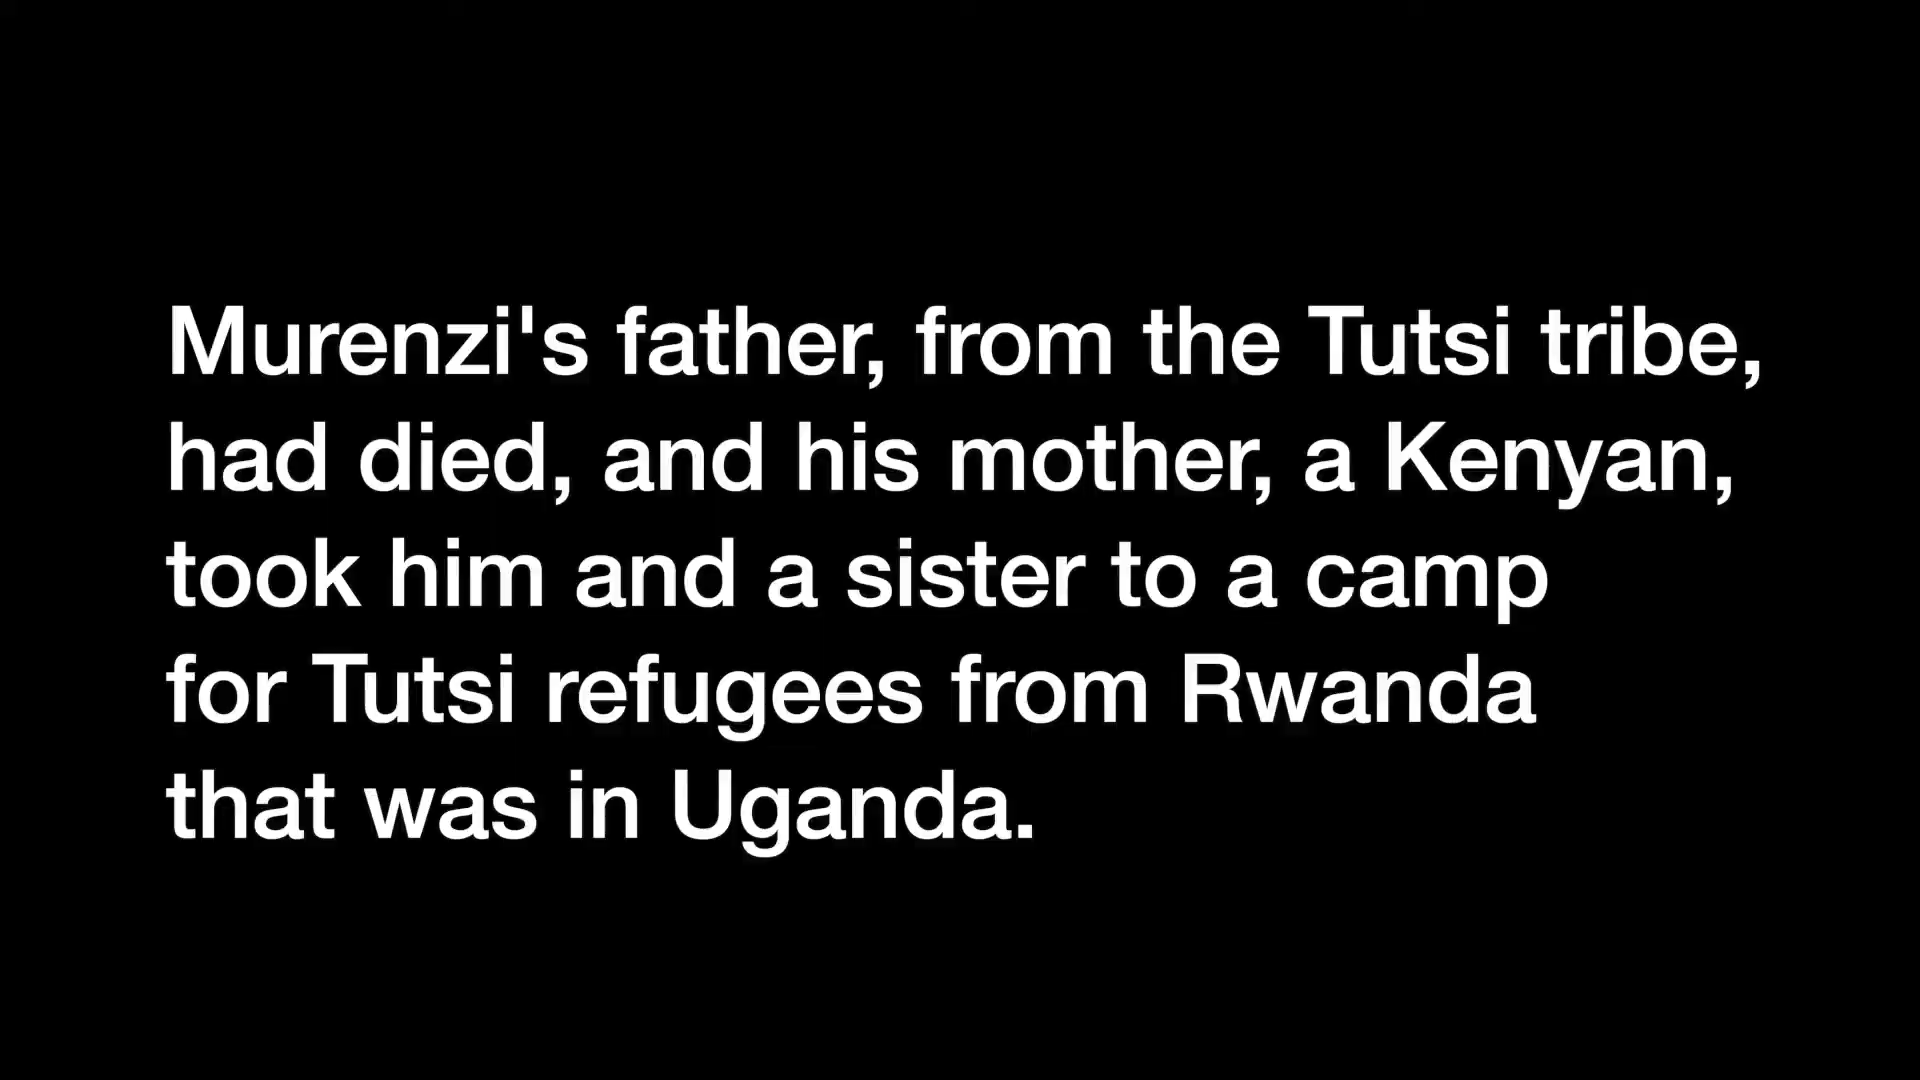 Murenzi's father, from the Tutsi tribe,
had died, and his mother, a Kenyan,
took him and a sister to a camp
for Tutsi refugees from Rwanda
that was in Uganda.